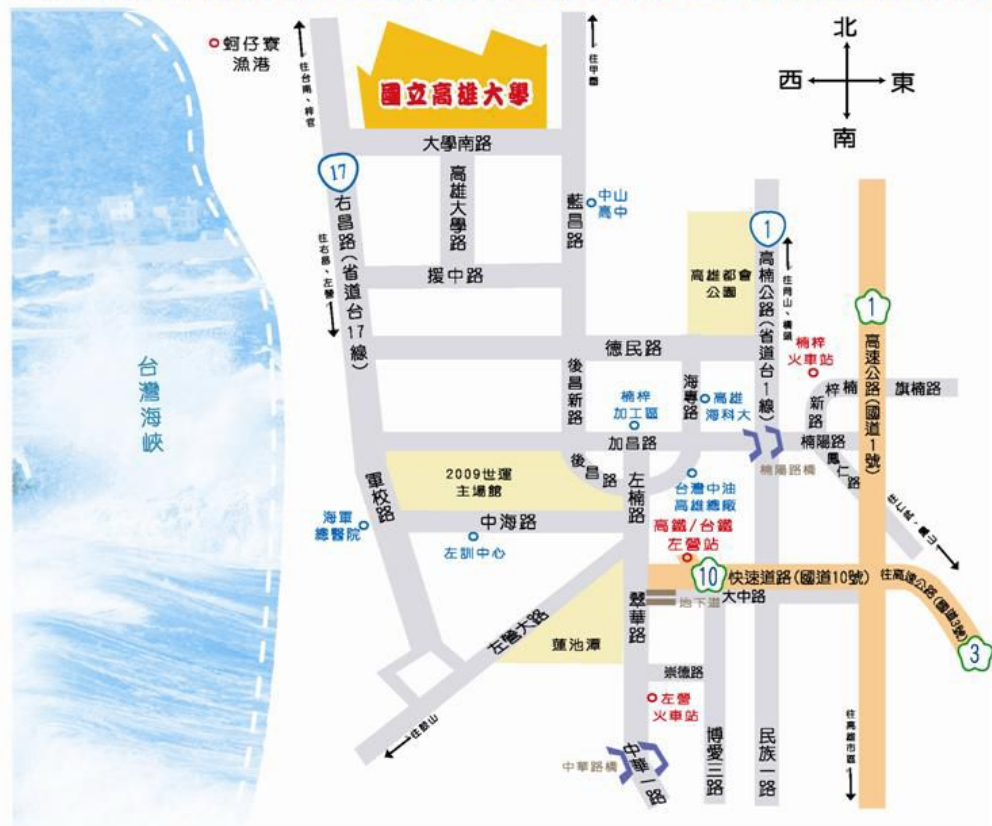 北
西
東
南
蚵仔寮
漁港
往台南、梓官
國立高雄大學
往甲圍
大學南路
17
高雄大學路
藍昌路
中山
高中
1
右昌路(省道台17線)
往右昌、左營
援中路
高雄都會
公園
高楠公路(省道台1線)
往岡山、橋頭
1
高速公路(國道1號)
台灣海峽
德民路
楠梓
火車站
後昌新路
楠梓
加工區
海專路
高雄
海科大
梓楠
新路
旗楠路
加昌路
楠陽路
楠陽路橋
鳳仁路
2009世運
主場館
後昌路
左楠路
台灣中油
高雄總廠
往仁武、鳳山
軍校路
海軍
總醫院
中海路
左訓中心
高鐵/台鐵
左營站
10
快速道路(國道10號)
往高速公路(國道3號)
3
大中路
地下道
翠華路
左營大路
蓮池潭
崇德路
左營
火車站
往鼓山
中華路橋
中華一路
博愛三路
民族一路
往高雄市區